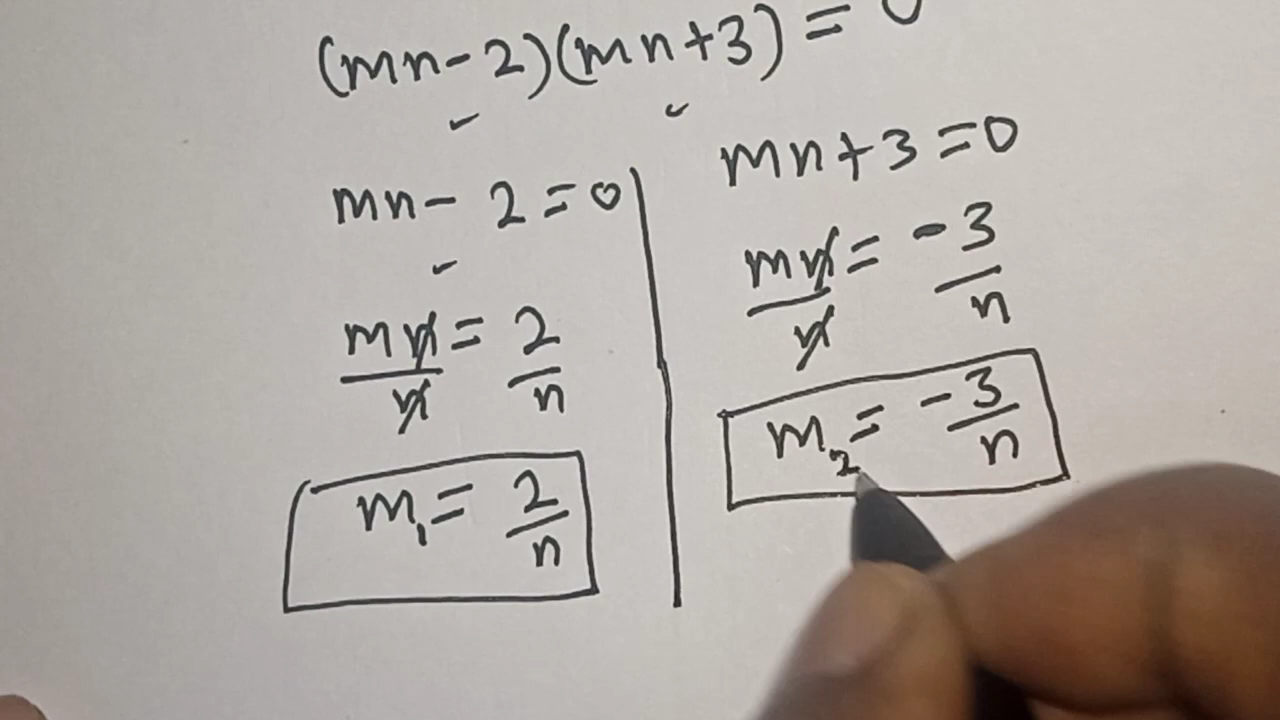 (mn-2)(mn+3) = 0
mn - 2 = 0
mn/n = 2/n
m₁ = 2/n
mn + 3 = 0
mn/n = -3/n
m₂ = -3/n